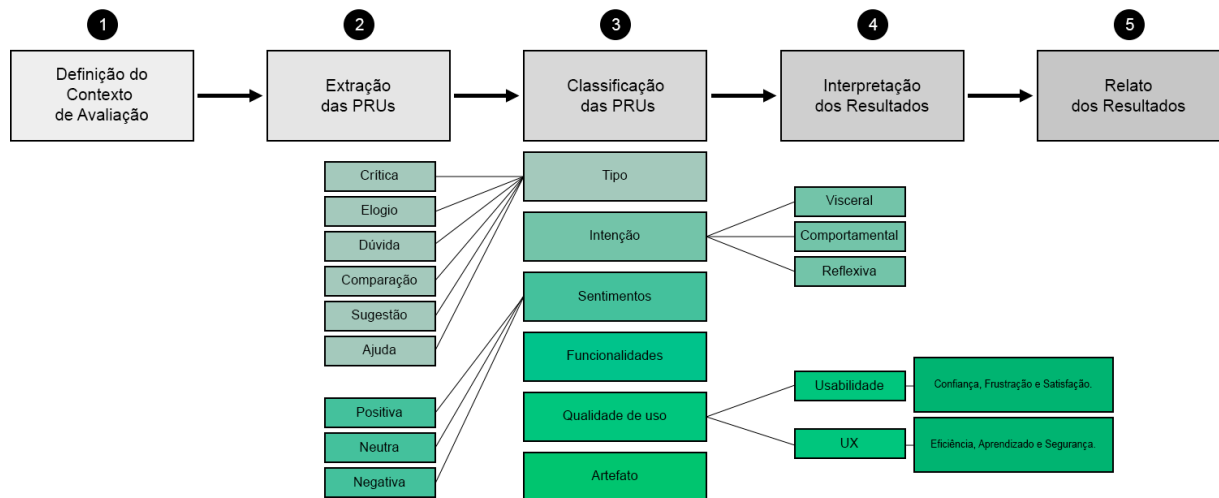 1
2
3
4
5
Definição do
Contexto
de Avaliação
Extração
das PRUs
Classificação
das PRUs
Interpretação
dos Resultados
Relato
dos Resultados
Crítica
Elogio
Dúvida
Comparação
Sugestão
Ajuda
Positiva
Neutra
Negativa
Tipo
Intenção
Sentimentos
Funcionalidades
Qualidade de uso
Artefato
Visceral
Comportamental
Reflexiva
Usabilidade
Confiança, Frustração e Satisfação.
UX
Eficiência, Aprendizado e Segurança.